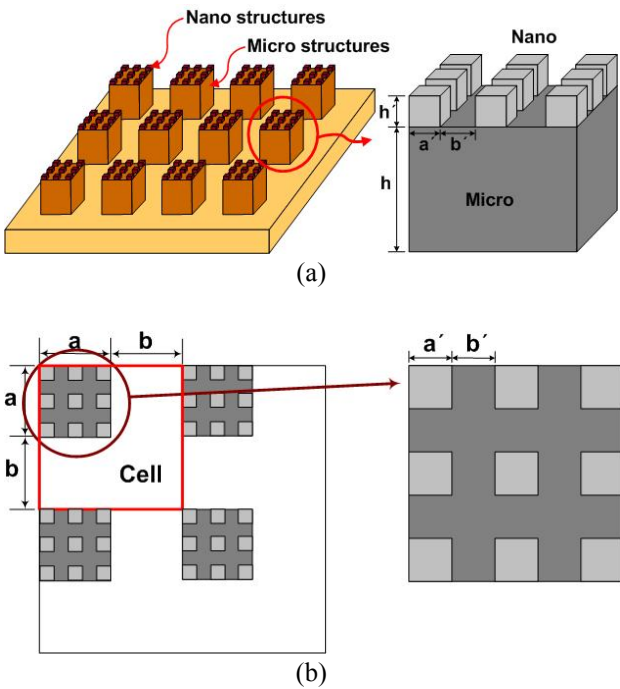 Nano structures
Micro structures
Nano
h´
a´
b´
h
Micro
(a)
a
b
a´
b´
a
b
Cell
(b)